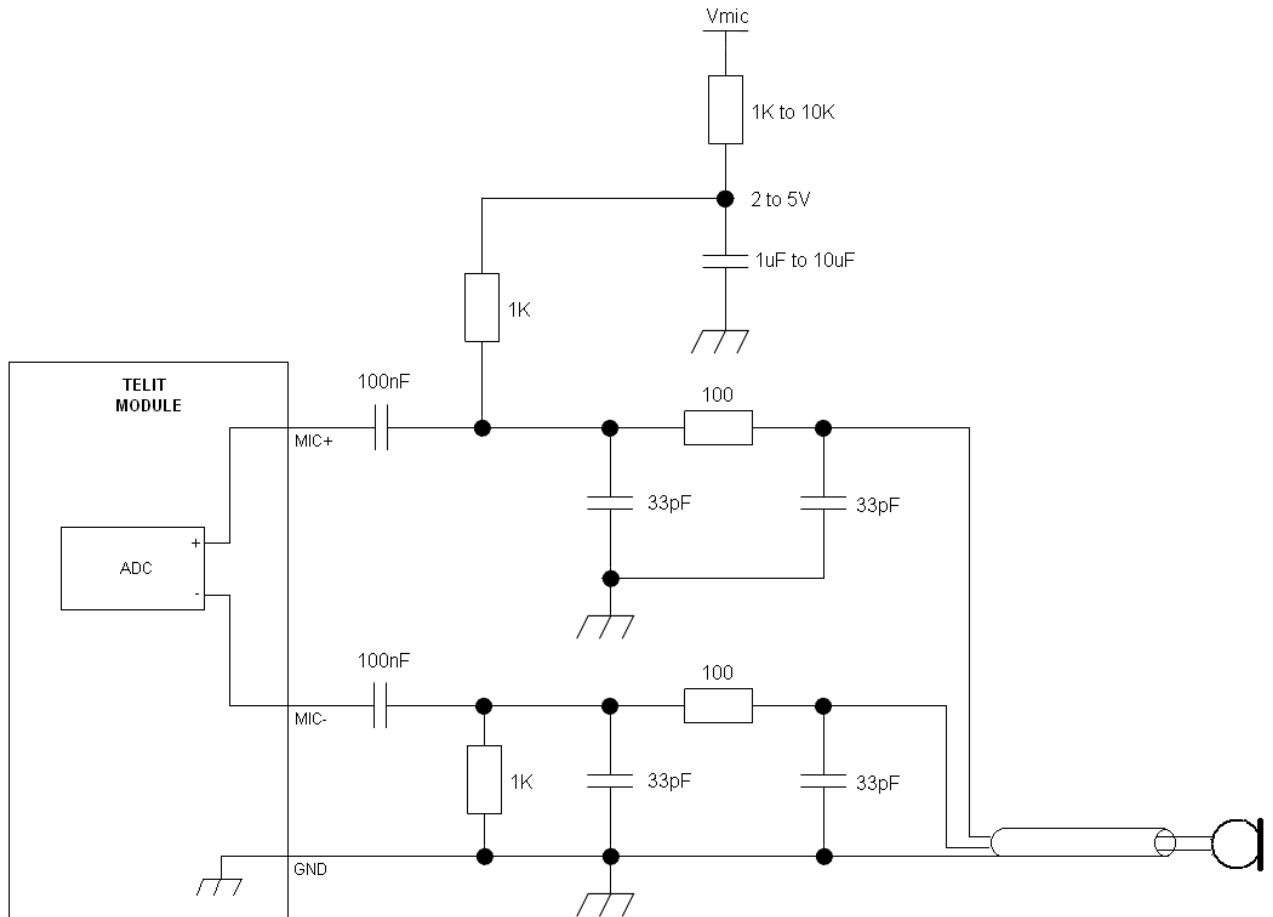 Vmic
1K to 10K
2 to 5V
1uF to 10uF
1K
TELIT
MODULE
100nF
100
MIC+
33pF
33pF
+
ADC
-
100nF
100
MIC-
1K
33pF
33pF
GND